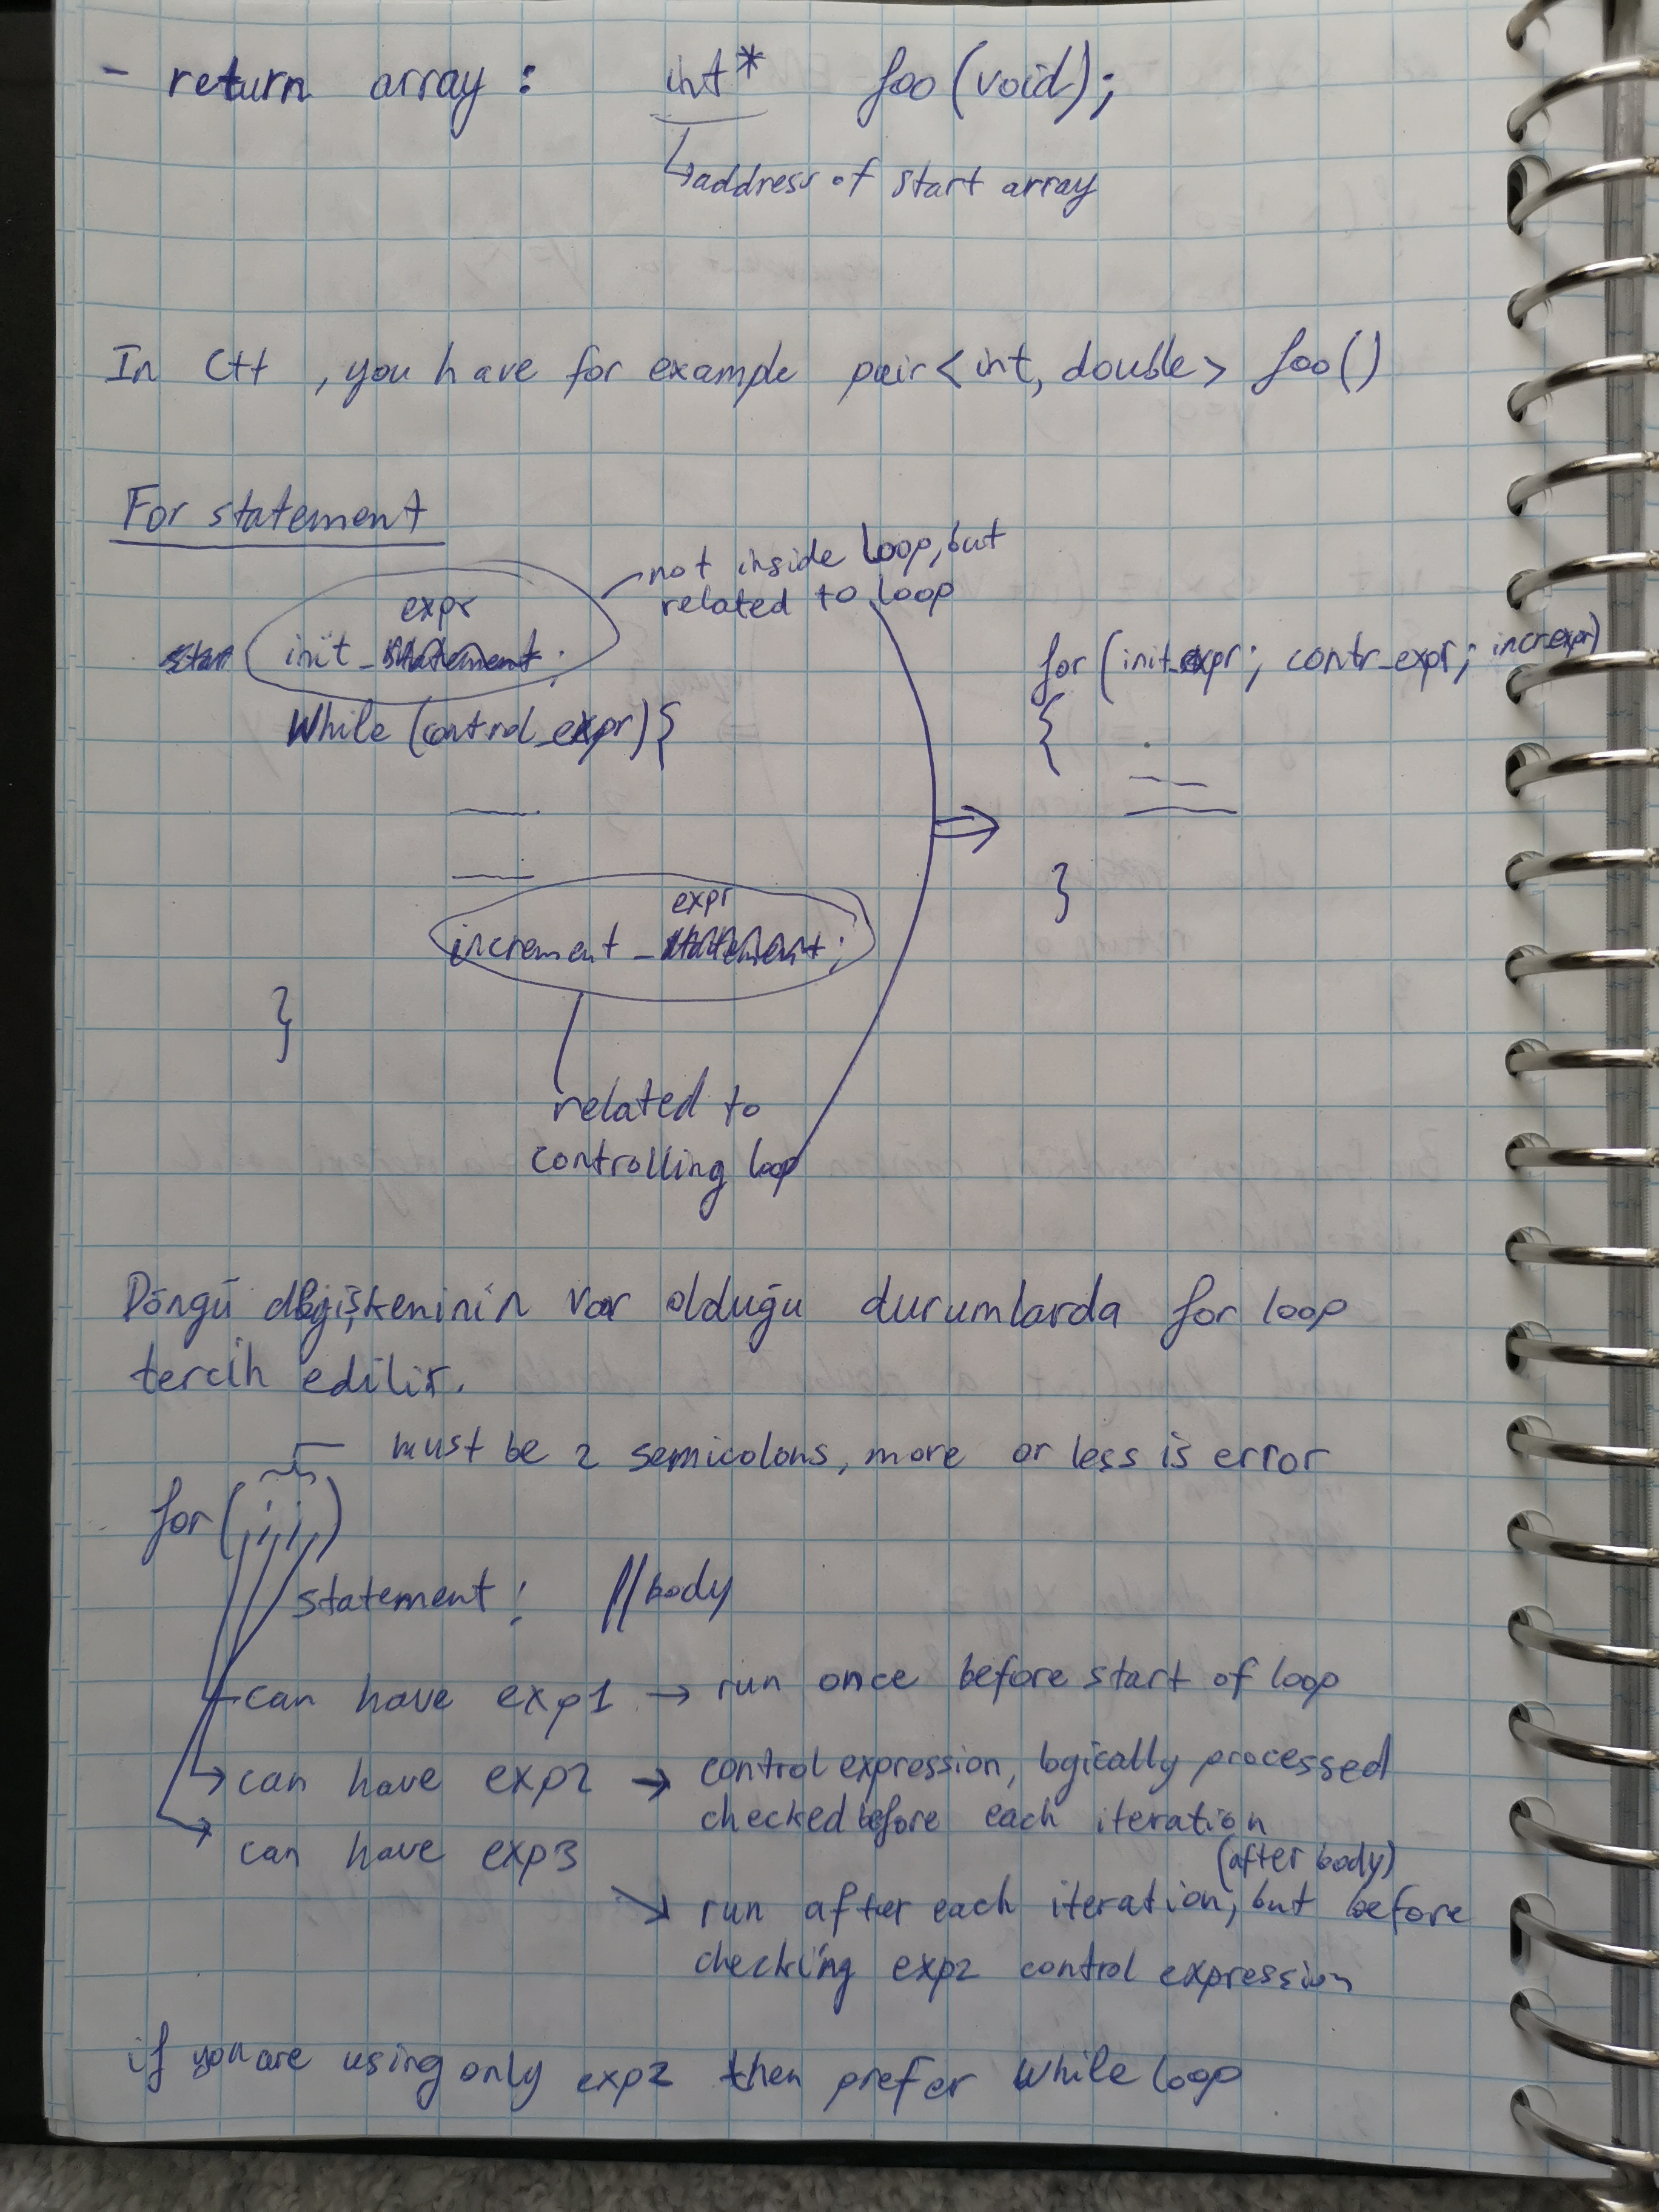 - return array : int* foo(void);
↳address of start array
In C++ , you have for example pair<int, double> foo()
For statement
not inside loop, but
related to loop
expr
init_statement;
while (control_expr){
expr
increment_statement;
}
related to
controlling loop
for (init_expr; contr_expr; incr_expr)
{
}
Döngü değişkeninin var olduğu durumlarda for loop
tercih edilir.
must be 2 semicolons, more or less is error
for( ; ; )
statement; //body
can have exp1 → run once before start of loop
can have exp2 → control expression, logically processed
checked before each iteration
can have exp3
(after body)
run after each iteration, but before
checking exp2 control expression
if you are using only exp2 then prefer while loop